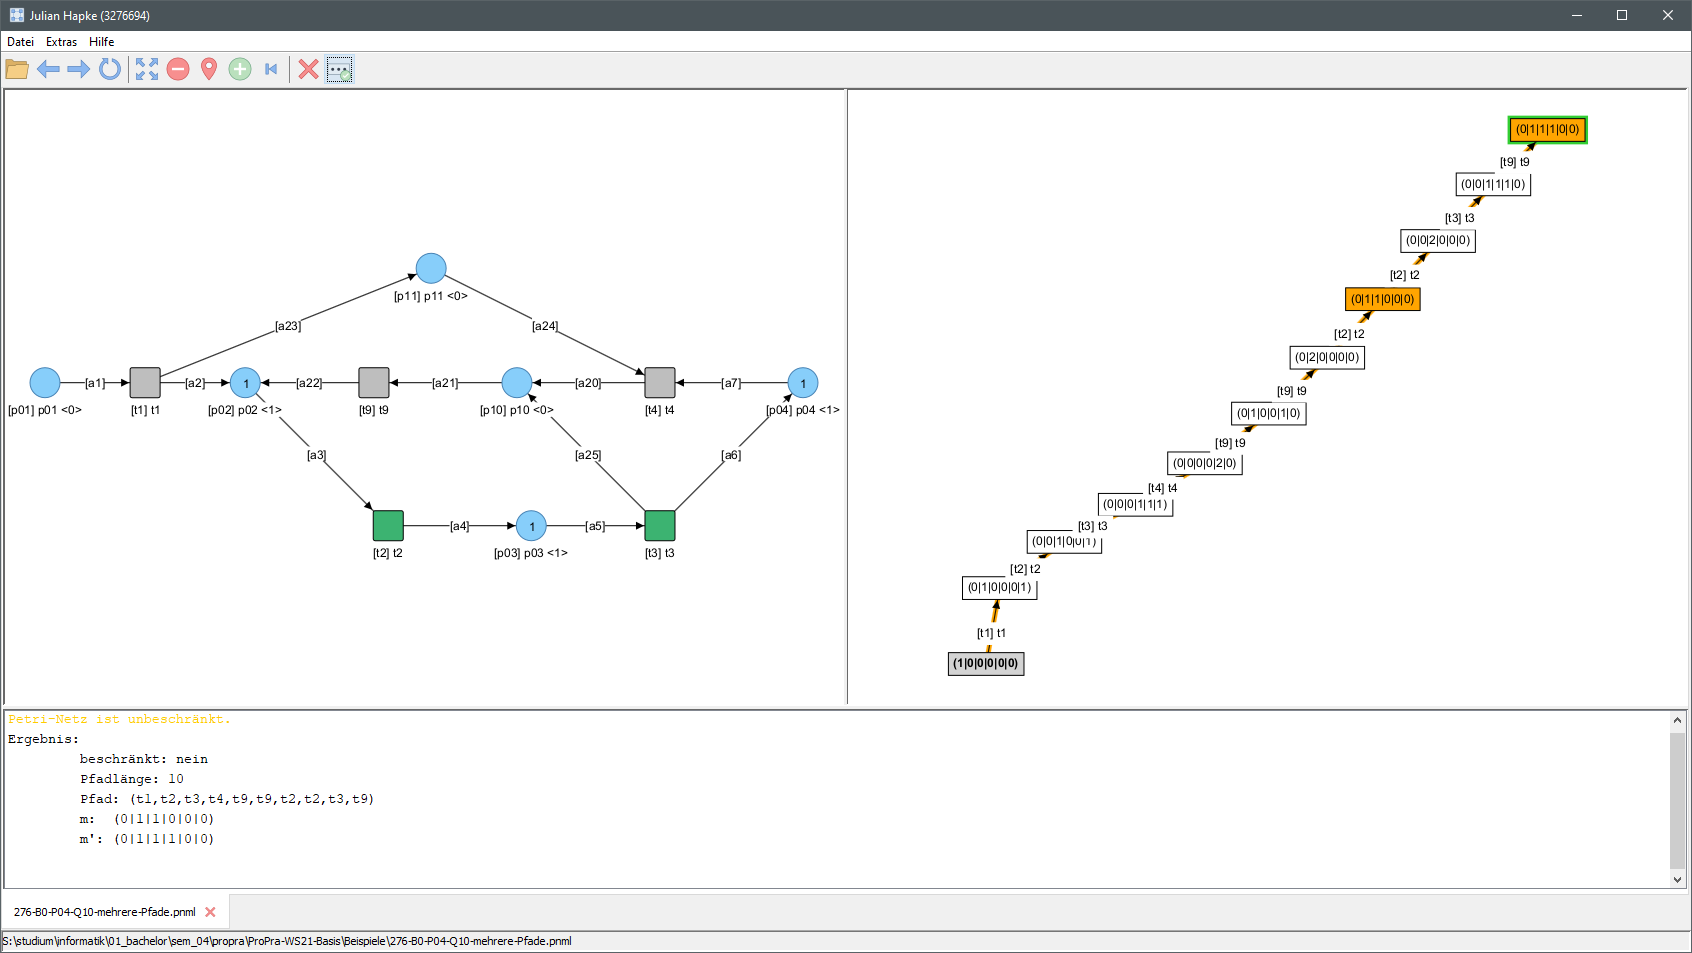 Julian Hapke (3276694)
Datei Extras Hilfe
[p11] p11 <0>
[a23]
[a24]
[a1]
[a2]
1
[a22]
[a21]
[a20]
[a7]
1
[p01] p01 <0>
[t1] t1
[p02] p02 <1>
[t9] t9
[p10] p10 <0>
[t4] t4
[p04] p04 <1>
[a3]
[a25]
[a6]
[a4]
1
[a5]
[t2] t2
[p03] p03 <1>
[t3] t3
(0|1|1|1|0|0)
[t9] t9
(0|0|1|1|1|0)
[t3] t3
(0|0|2|0|0|0)
[t2] t2
(0|1|1|0|0|0)
[t2] t2
(0|2|0|0|0|0)
[t9] t9
(0|1|0|0|1|0)
[t9] t9
(0|0|0|0|2|0)
[t4] t4
(0|0|0|1|1|1)
[t3] t3
(0|0|1|0|0|1)
[t2] t2
(0|1|0|0|0|1)
[t1] t1
(1|0|0|0|0|0)
Petri-Netz ist unbeschränkt.
Ergebnis:
beschränkt: nein
Pfadlänge: 10
Pfad: (t1,t2,t3,t4,t9,t9,t2,t2,t3,t9)
m: (0|1|1|0|0|0)
m': (0|1|1|1|0|0)
276-B0-P04-Q10-mehrere-Pfade.pnml
S:\studium\informatik\01_bachelor\sem_04\propra\ProPra-WS21-Basis\Beispiele\276-B0-P04-Q10-mehrere-Pfade.pnml